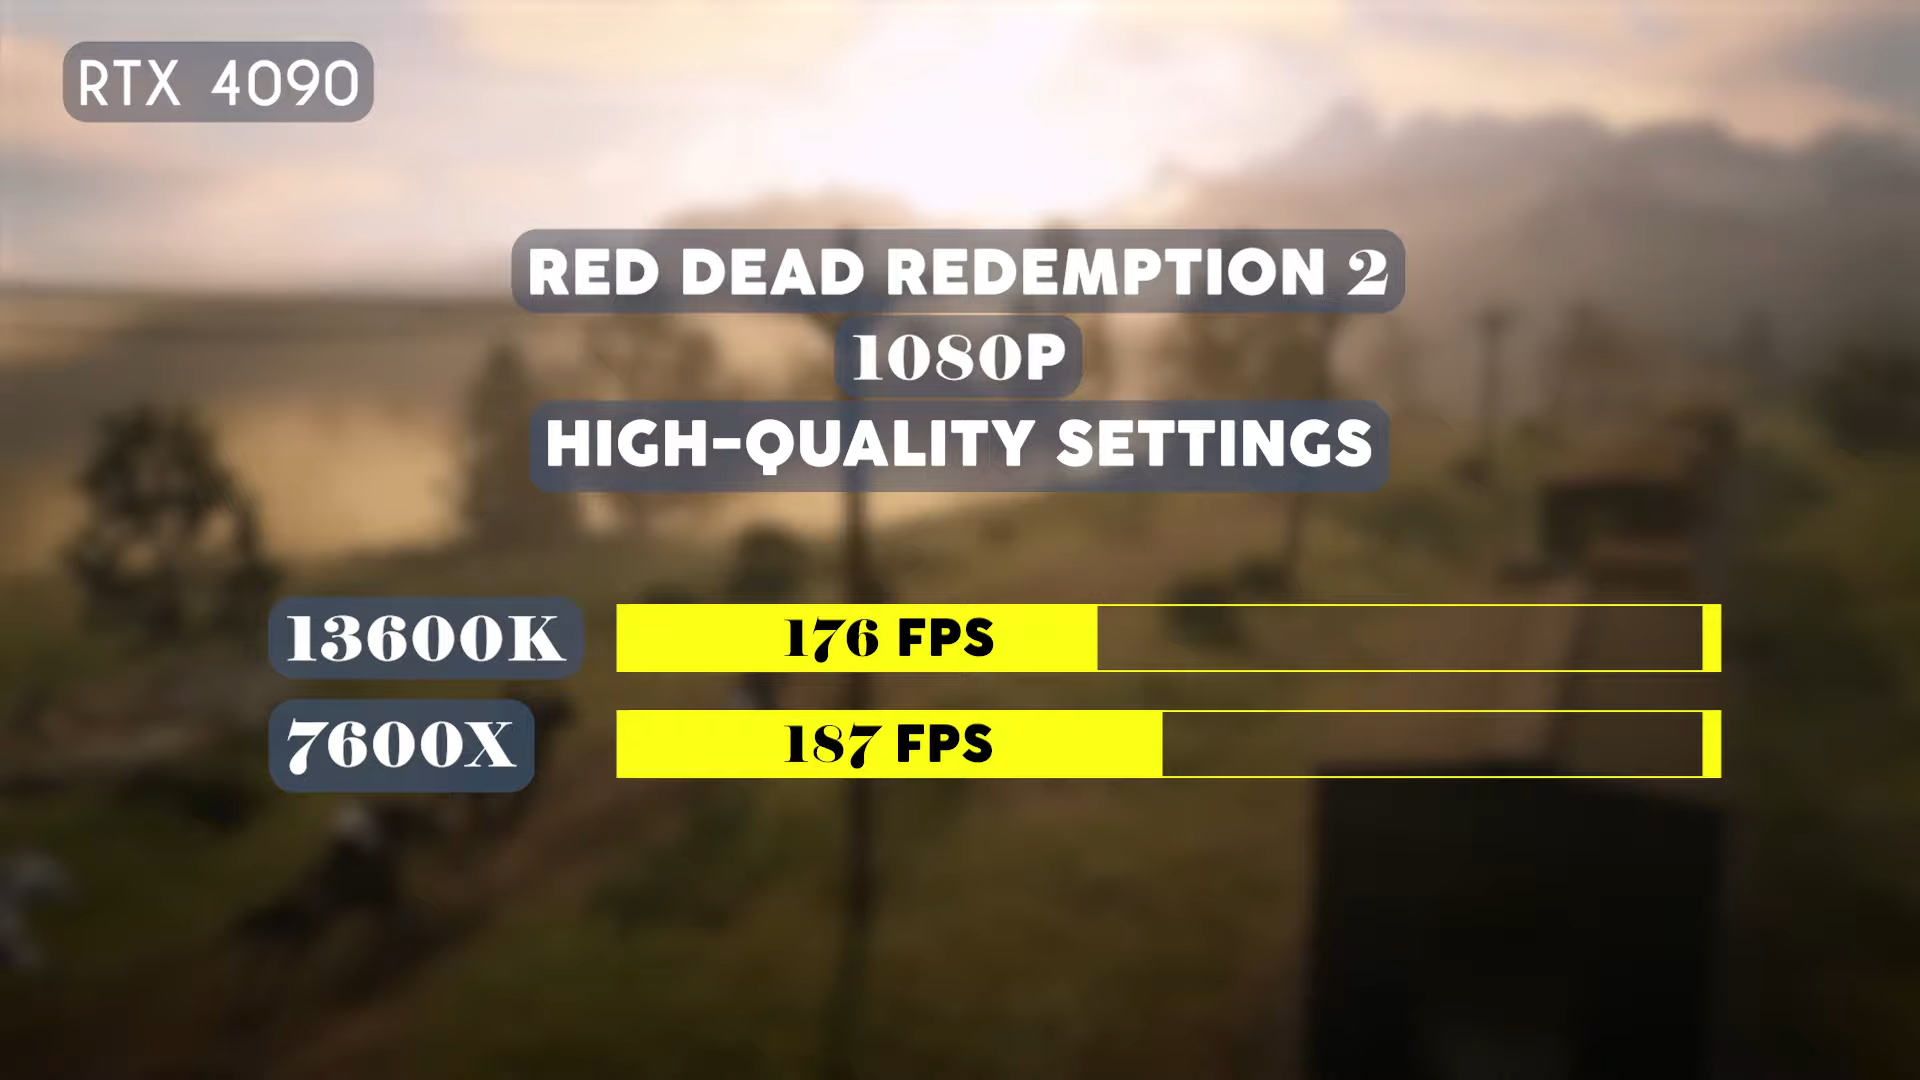 RTX 4090
RED DEAD REDEMPTION 2
1080P
HIGH-QUALITY SETTINGS
13600K 176 FPS
7600X 187 FPS